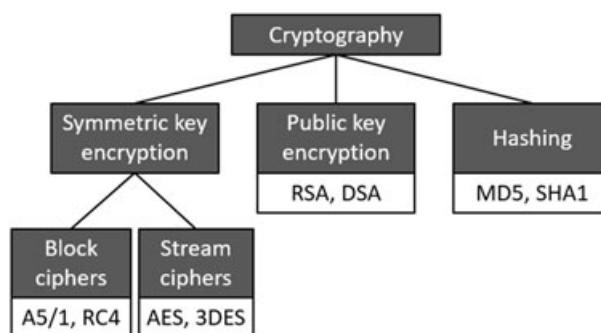 Cryptography
Symmetric key
encryption
Public key
encryption
Hashing
RSA, DSA
MD5, SHA1
Block
ciphers
Stream
ciphers
A5/1, RC4
AES, 3DES